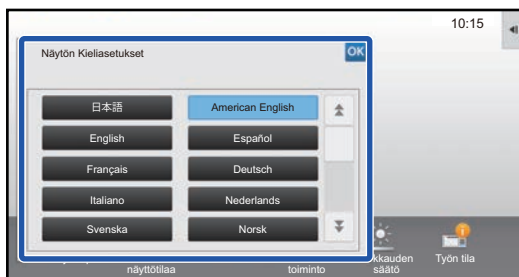 10:15
Näytön Kieliasetukset
OK
日本語
American English
English
Español
Français
Deutsch
Italiano
Nederlands
Svenska
Norsk
näyttötilaa
toiminto
säätö
Työn tila